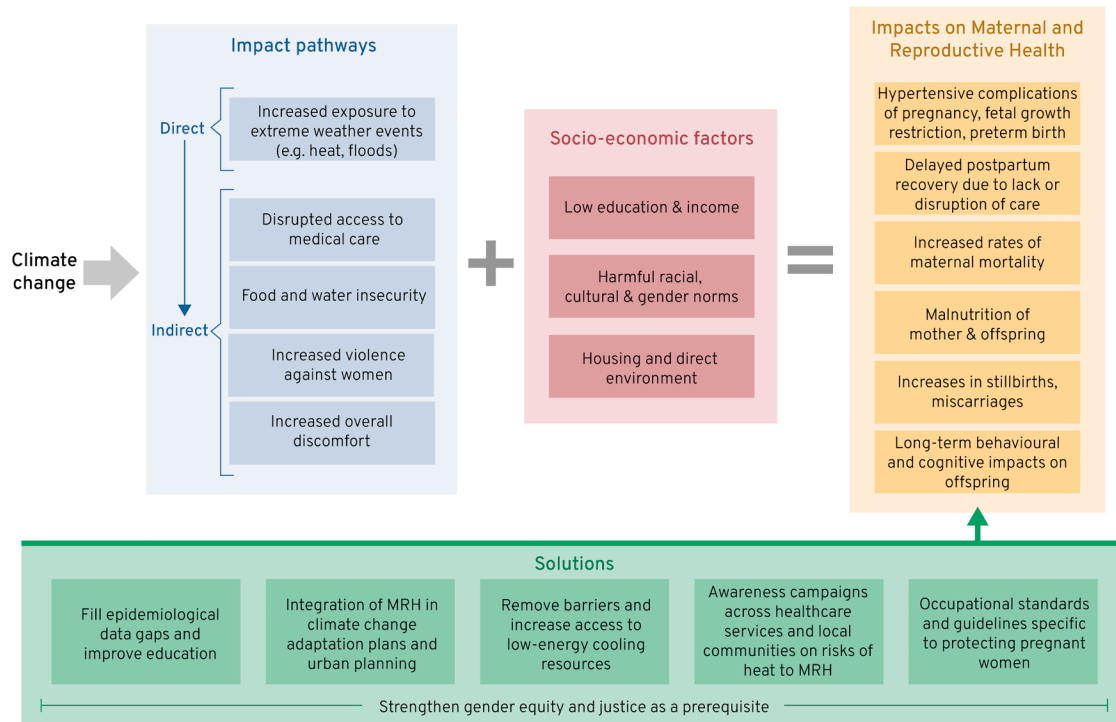 Climate
change
Impact pathways
Direct
Increased exposure to
extreme weather events
(e.g. heat, floods)
Indirect
Disrupted access to
medical care
Food and water insecurity
Increased violence
against women
Increased overall
discomfort
Socio-economic factors
Low education & income
Harmful racial,
cultural & gender norms
Housing and direct
environment
Impacts on Maternal and
Reproductive Health
Hypertensive complications
of pregnancy, fetal growth
restriction, preterm birth
Delayed postpartum
recovery due to lack or
disruption of care
Increased rates of
maternal mortality
Malnutrition of
mother & offspring
Increases in stillbirths,
miscarriages
Long-term behavioural
and cognitive impacts on
offspring
Solutions
Fill epidemiological
data gaps and
improve education
Integration of MRH in
climate change
adaptation plans and
urban planning
Remove barriers and
increase access to
low-energy cooling
resources
Awareness campaigns
across healthcare
services and local
communities on risks of
heat to MRH
Occupational standards
and guidelines specific
to protecting pregnant
women
Strengthen gender equity and justice as a prerequisite